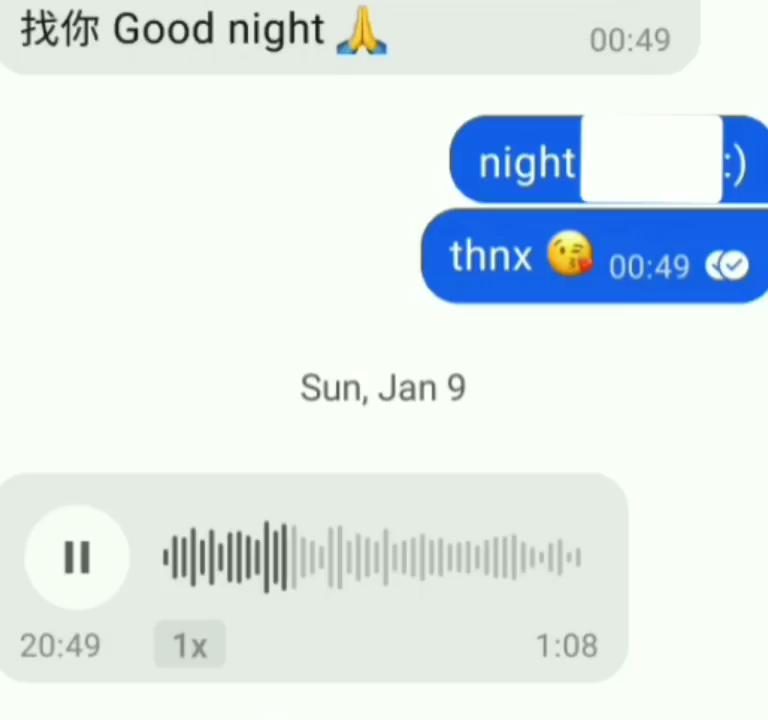 找你 Good night 🙏 00:49
night :)
thnx 😘 00:49
Sun, Jan 9
20:49 1x 1:08